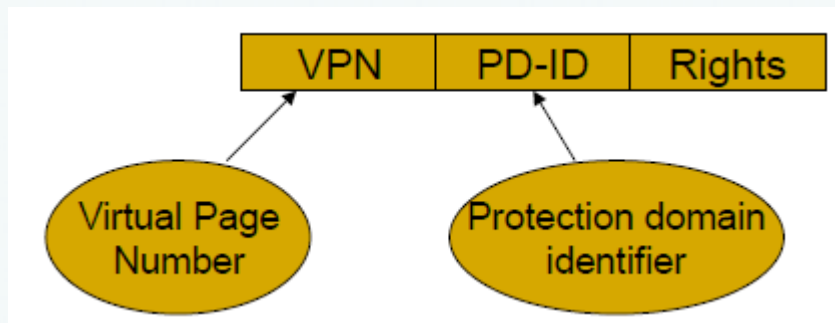 VPN PD-ID Rights
Virtual Page
Number
Protection domain
identifier